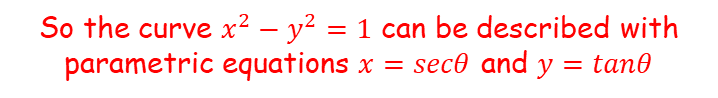 So the curve x² − y² = 1 can be described with
parametric equations x = secθ and y = tanθ